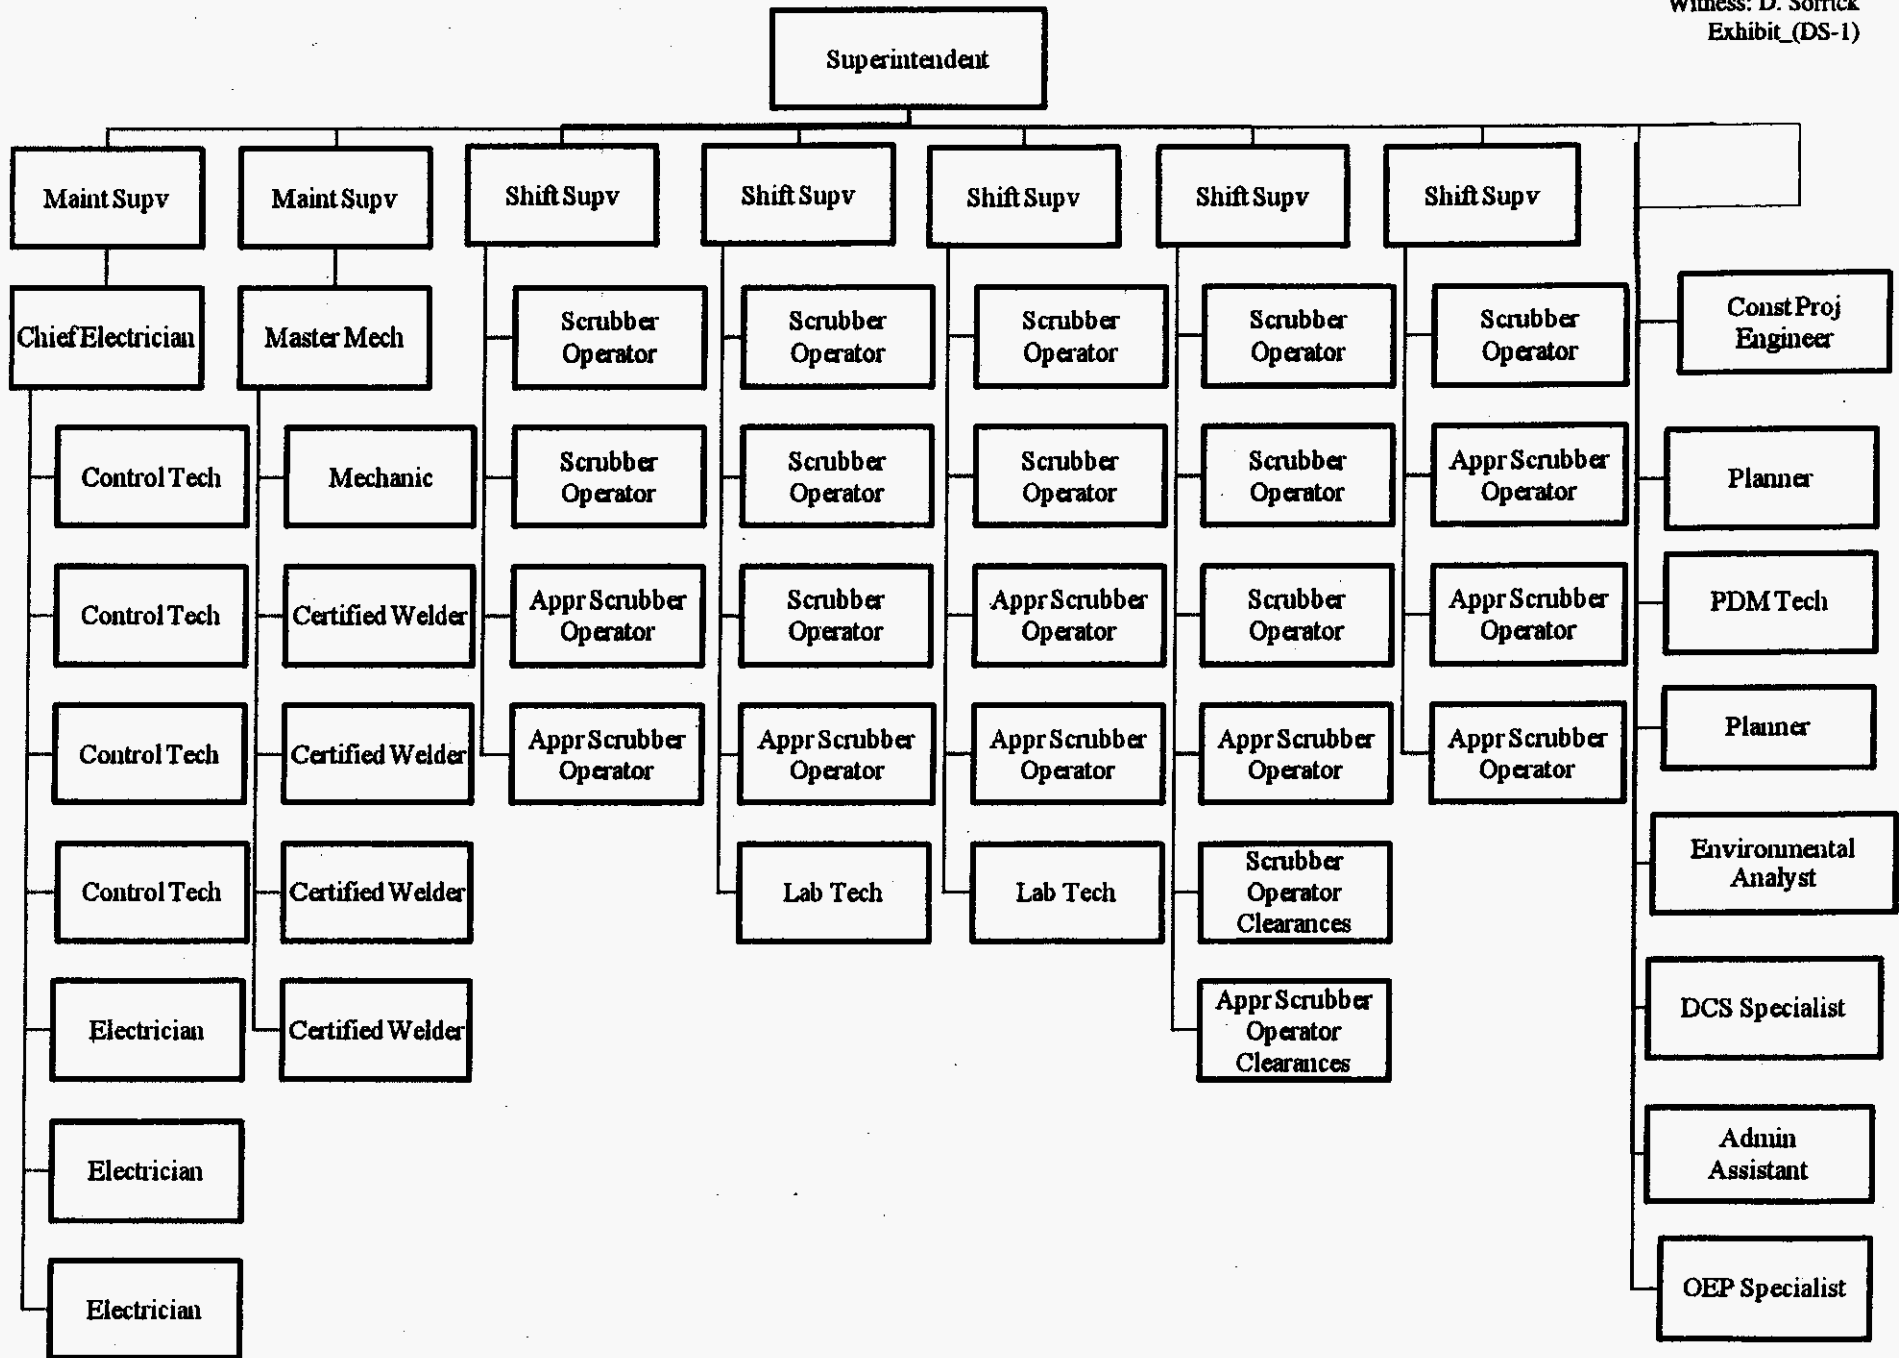 Witness: D. Sorrick
Exhibit_(DS-1)
Superintendent
Maint Supv
Maint Supv
Shift Supv
Shift Supv
Shift Supv
Shift Supv
Shift Supv
Chief Electrician
Master Mech
Scrubber
Operator
Scrubber
Operator
Scrubber
Operator
Scrubber
Operator
Scrubber
Operator
Const Proj
Engineer
Control Tech
Mechanic
Scrubber
Operator
Scrubber
Operator
Scrubber
Operator
Scrubber
Operator
Appr Scrubber
Operator
Planner
Control Tech
Certified Welder
Appr Scrubber
Operator
Scrubber
Operator
Appr Scrubber
Operator
Scrubber
Operator
Appr Scrubber
Operator
PDM Tech
Control Tech
Certified Welder
Appr Scrubber
Operator
Appr Scrubber
Operator
Appr Scrubber
Operator
Appr Scrubber
Operator
Appr Scrubber
Operator
Planner
Control Tech
Certified Welder
Lab Tech
Lab Tech
Scrubber
Operator
Clearances
Environmental
Analyst
Electrician
Certified Welder
Appr Scrubber
Operator
Clearances
DCS Specialist
Electrician
Admin
Assistant
Electrician
OEP Specialist